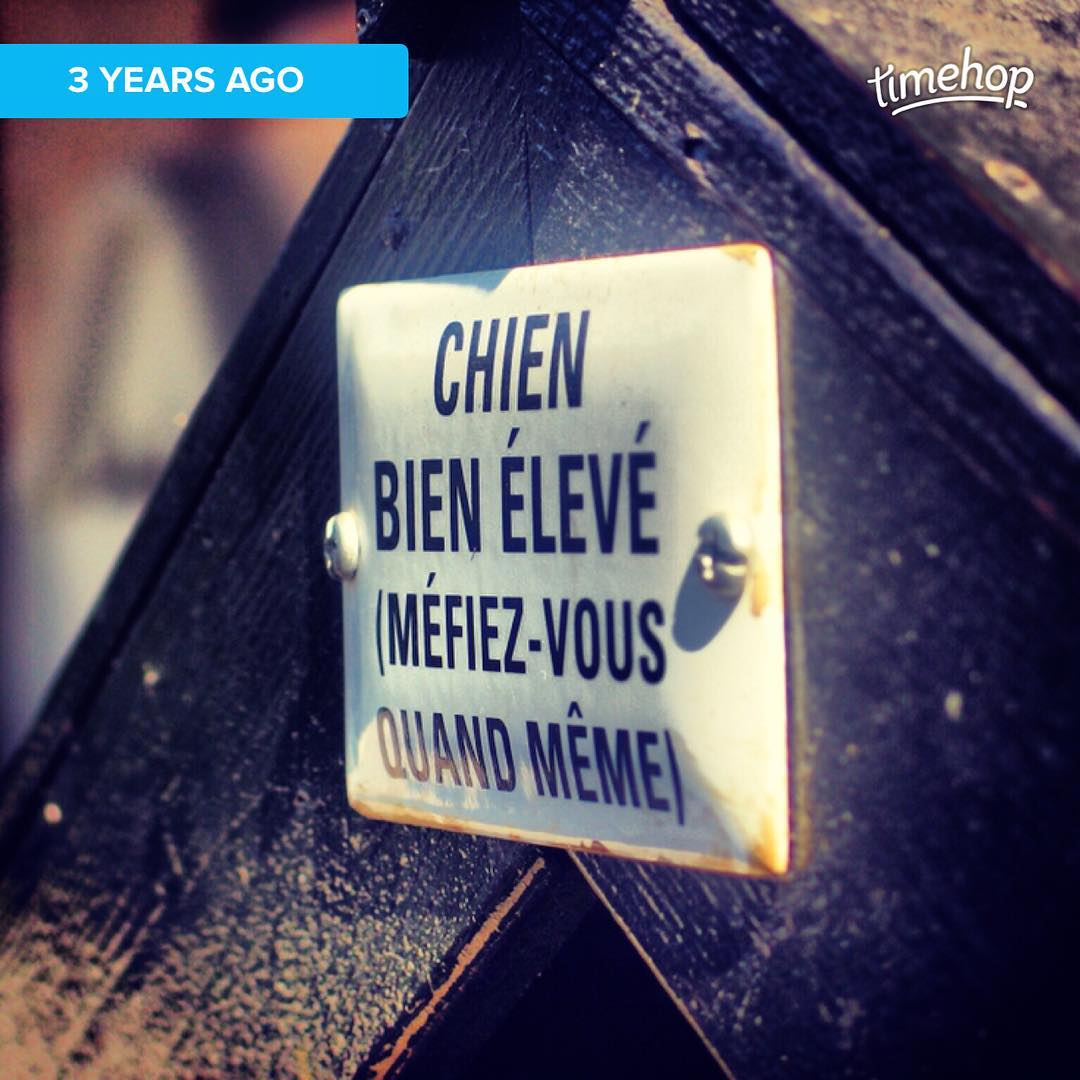 3 YEARS AGO
timehop
CHIEN
BIEN ÉLEVÉ
(MÉFIEZ-VOUS
QUAND MÊME)